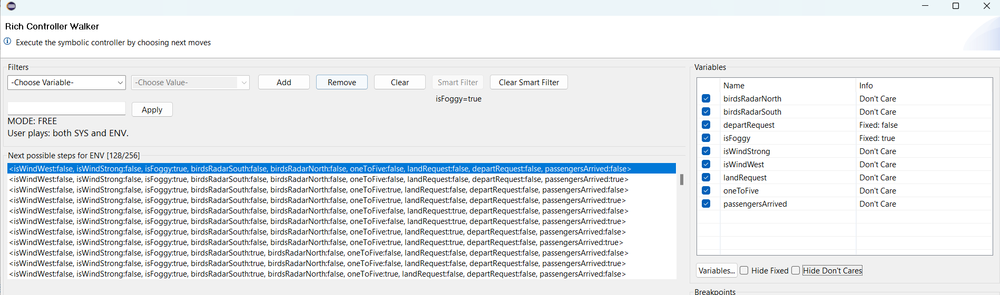 Rich Controller Walker
Execute the symbolic controller by choosing next moves
Filters
-Choose Variable- -Choose Value- Add Remove Clear Smart Filter Clear Smart Filter
isFoggy=true
Apply
MODE: FREE
User plays: both SYS and ENV.
Next possible steps for ENV [128/256]
<isWindWest:false, isWindStrong:false, isFoggy:true, birdsRadarSouth:false, birdsRadarNorth:false, oneToFive:false, landRequest:false, departRequest:false, passengersArrived:false>
<isWindWest:false, isWindStrong:false, isFoggy:true, birdsRadarSouth:false, birdsRadarNorth:false, oneToFive:false, landRequest:false, departRequest:false, passengersArrived:true>
<isWindWest:false, isWindStrong:false, isFoggy:true, birdsRadarSouth:false, birdsRadarNorth:false, oneToFive:true, landRequest:false, departRequest:false, passengersArrived:false>
<isWindWest:false, isWindStrong:false, isFoggy:true, birdsRadarSouth:false, birdsRadarNorth:false, oneToFive:true, landRequest:false, departRequest:false, passengersArrived:true>
<isWindWest:false, isWindStrong:false, isFoggy:true, birdsRadarSouth:false, birdsRadarNorth:false, oneToFive:false, landRequest:true, departRequest:false, passengersArrived:false>
<isWindWest:false, isWindStrong:false, isFoggy:true, birdsRadarSouth:false, birdsRadarNorth:false, oneToFive:false, landRequest:true, departRequest:false, passengersArrived:true>
<isWindWest:false, isWindStrong:false, isFoggy:true, birdsRadarSouth:false, birdsRadarNorth:false, oneToFive:true, landRequest:true, departRequest:false, passengersArrived:false>
<isWindWest:false, isWindStrong:false, isFoggy:true, birdsRadarSouth:false, birdsRadarNorth:false, oneToFive:true, landRequest:true, departRequest:false, passengersArrived:true>
<isWindWest:false, isWindStrong:false, isFoggy:true, birdsRadarSouth:true, birdsRadarNorth:false, oneToFive:false, landRequest:false, departRequest:false, passengersArrived:false>
<isWindWest:false, isWindStrong:false, isFoggy:true, birdsRadarSouth:true, birdsRadarNorth:false, oneToFive:false, landRequest:false, departRequest:false, passengersArrived:true>
<isWindWest:false, isWindStrong:false, isFoggy:true, birdsRadarSouth:true, birdsRadarNorth:false, oneToFive:true, landRequest:false, departRequest:false, passengersArrived:false>
Variables
Name Info
birdsRadarNorth Don't Care
birdsRadarSouth Don't Care
departRequest Fixed: false
isFoggy Fixed: true
isWindStrong Don't Care
isWindWest Don't Care
landRequest Don't Care
oneToFive Don't Care
passengersArrived Don't Care
Variables... Hide Fixed Hide Don't Cares
Breakpoints